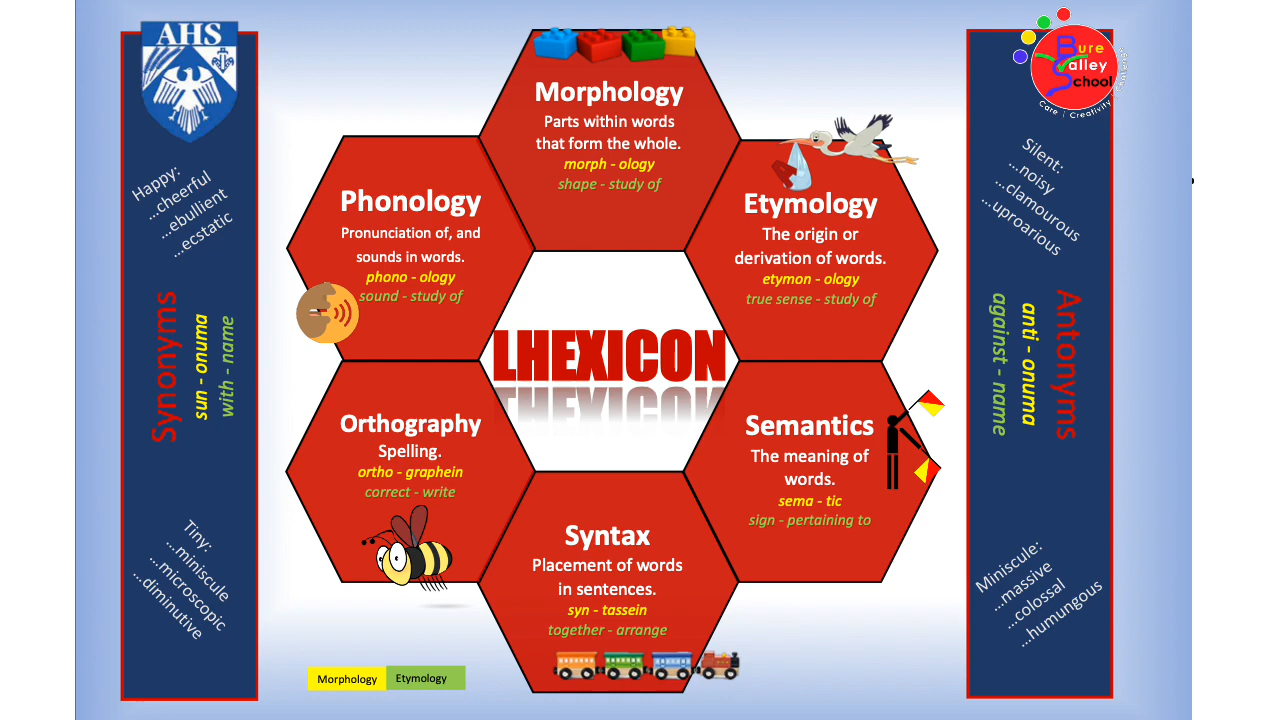 AHS
Happy:
...cheerful
...ebullient
...ecstatic
Synonyms
sun - onuma
with - name
Tiny:
...miniscule
...microscopic
...diminutive
Morphology
Parts within words
that form the whole.
morph - ology
shape - study of
Phonology
Pronunciation of, and
sounds in words.
phono - ology
sound - study of
Etymology
The origin or
derivation of words.
etymon - ology
true sense - study of
LHEXICON
Orthography
Spelling.
ortho - graphein
correct - write
Semantics
The meaning of
words.
sema - tic
sign - pertaining to
Syntax
Placement of words
in sentences.
syn - tassein
together - arrange
Morphology
Etymology
Bure
Valley
School
Care | Creativity
Silent:
...noisy
...clamourous
...uproarious
Antonyms
anti - onuma
against - name
Miniscule:
...massive
...colossal
...humungous